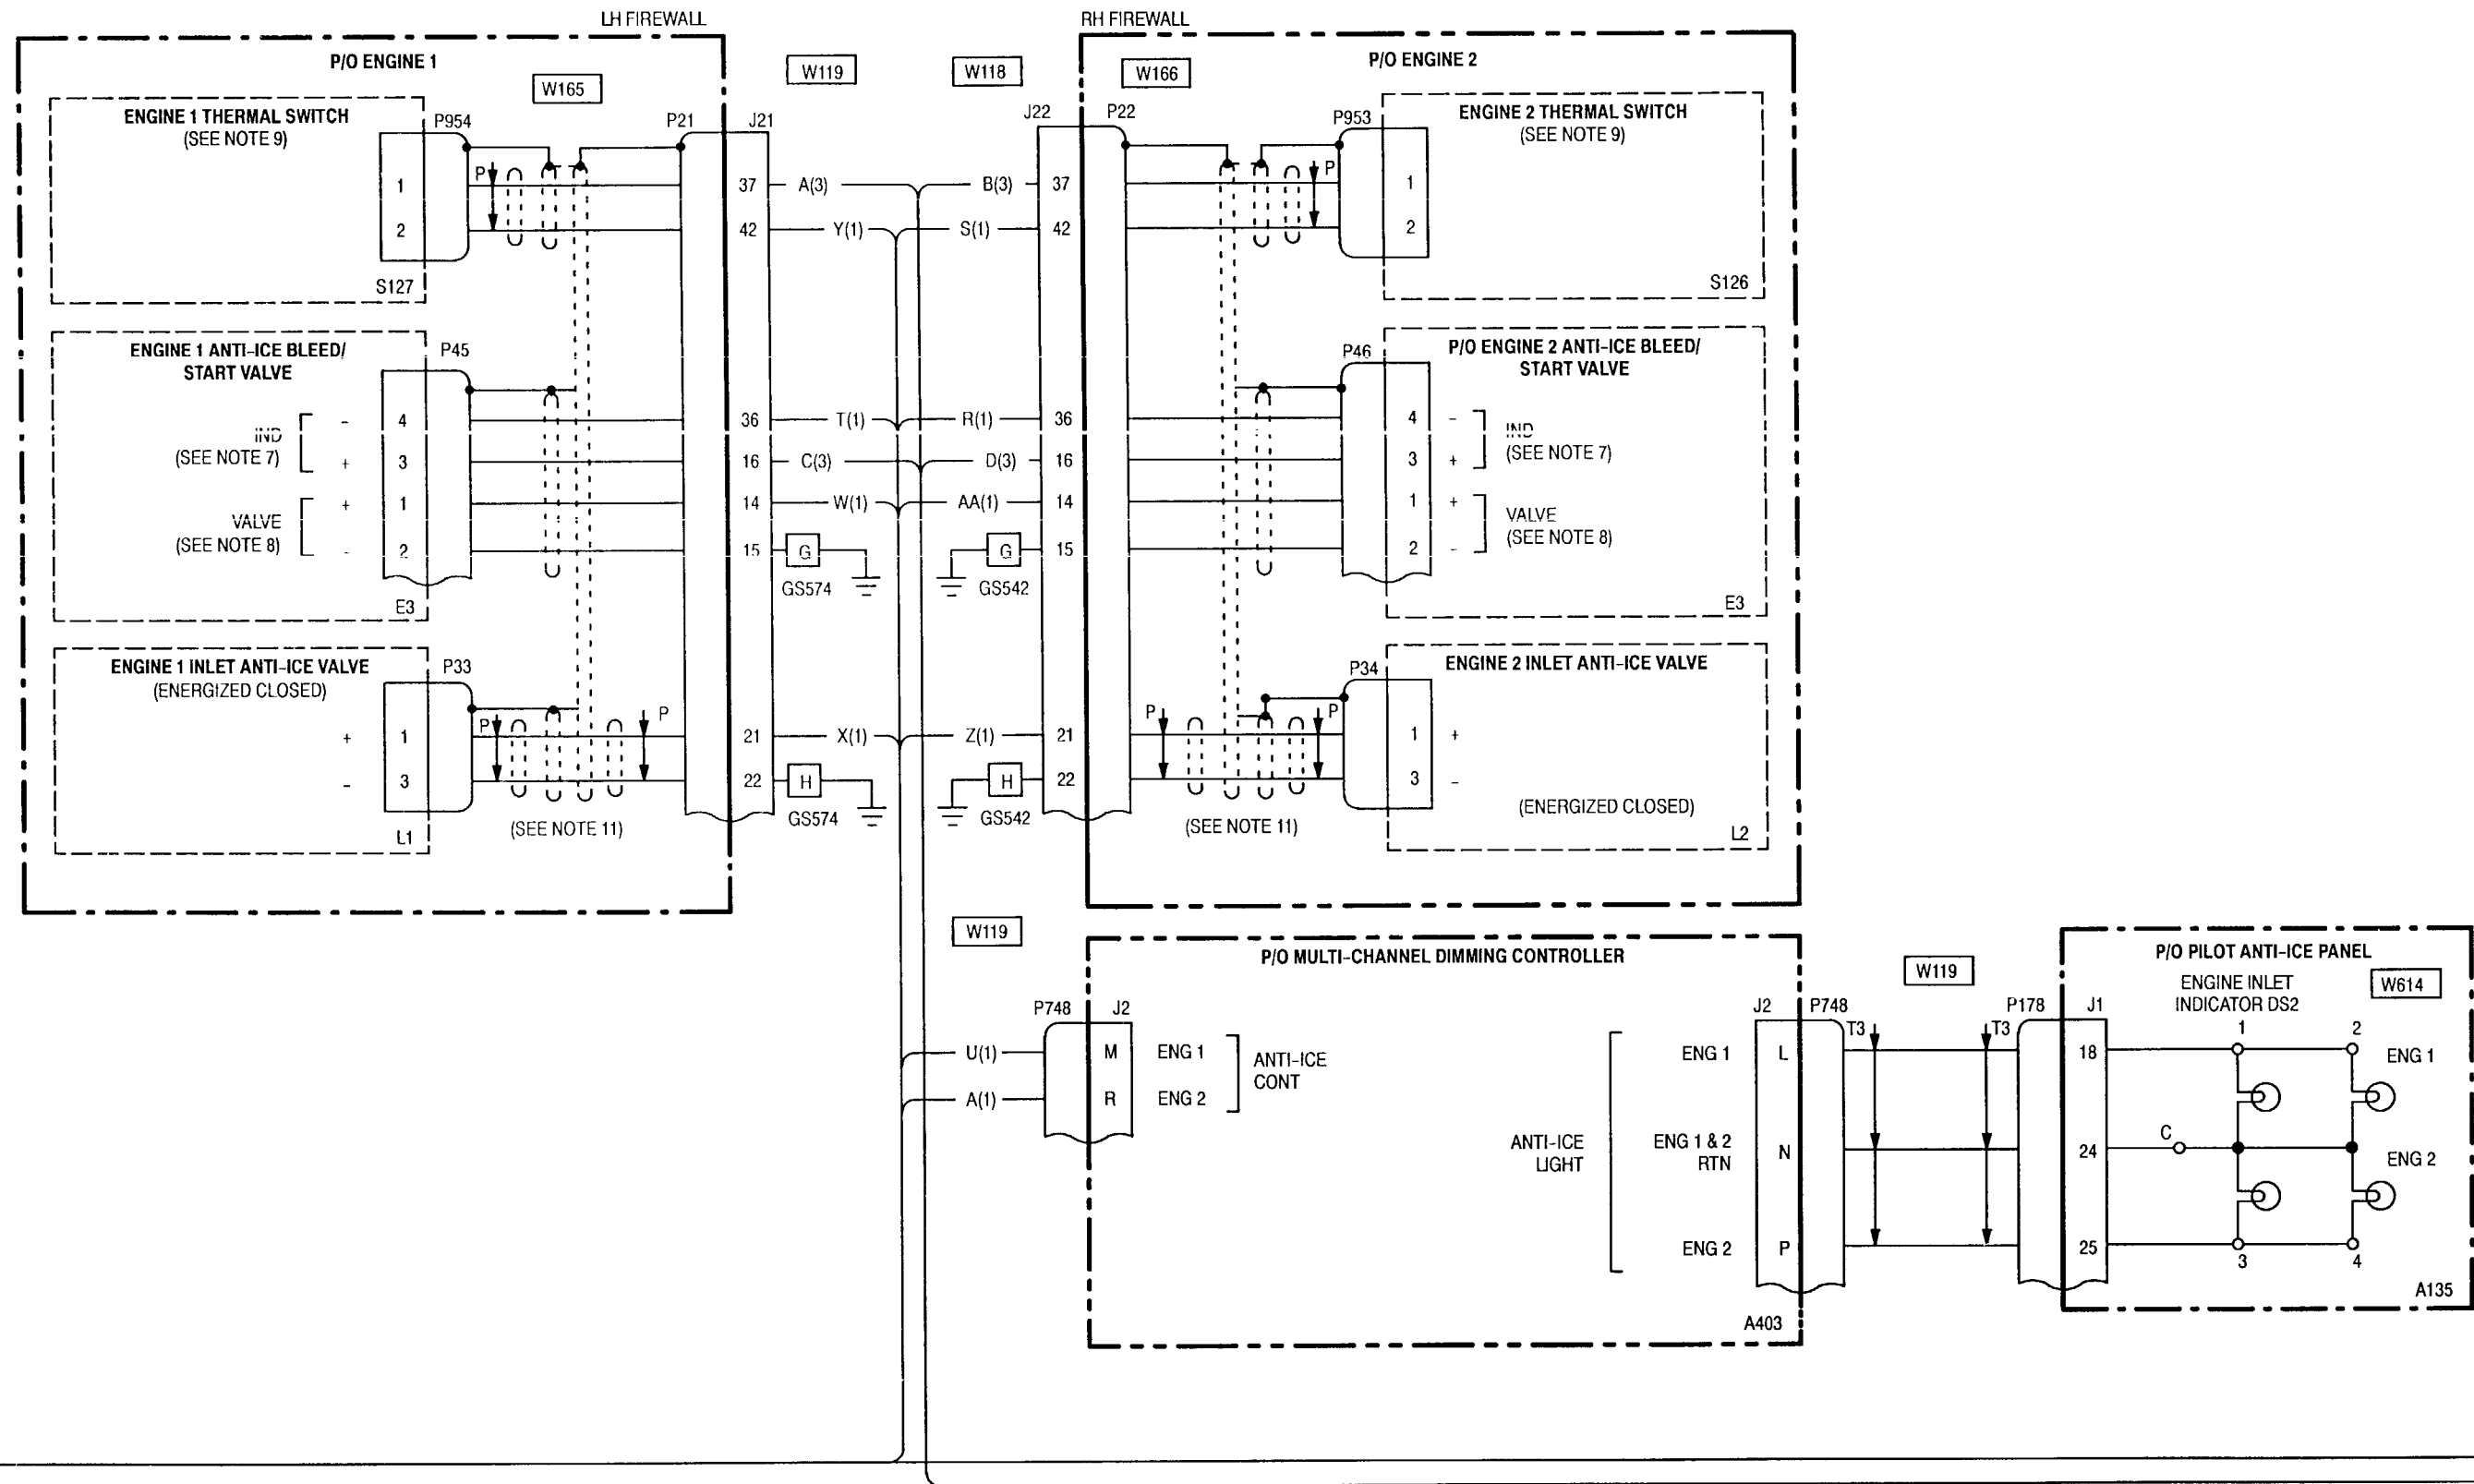 LH FIREWALL
P/O ENGINE 1
W165
ENGINE 1 THERMAL SWITCH
(SEE NOTE 9)
P954
P21
J21
P
1
2
S127
ENGINE 1 ANTI-ICE BLEED/
START VALVE
P45
IND
(SEE NOTE 7)
-
+
4
3
VALVE
(SEE NOTE 8)
+
-
1
2
E3
ENGINE 1 INLET ANTI-ICE VALVE
(ENERGIZED CLOSED)
P33
P
P
+
1
-
3
L1
(SEE NOTE 11)
W119
W118
37
A(3)
B(3)
37
42
Y(1)
S(1)
42
36
T(1)
R(1)
36
16
C(3)
D(3)
16
14
W(1)
AA(1)
14
15
G
G
15
GS574
GS542
21
X(1)
Z(1)
21
22
H
H
22
GS574
GS542
RH FIREWALL
P/O ENGINE 2
W166
J22
P22
P953
ENGINE 2 THERMAL SWITCH
(SEE NOTE 9)
P
1
2
S126
P46
P/O ENGINE 2 ANTI-ICE BLEED/
START VALVE
4
-
3
+
IND
(SEE NOTE 7)
1
+
2
-
VALVE
(SEE NOTE 8)
E3
P34
ENGINE 2 INLET ANTI-ICE VALVE
P
P
1
+
3
-
(ENERGIZED CLOSED)
(SEE NOTE 11)
L2
W119
P/O MULTI-CHANNEL DIMMING CONTROLLER
P748
J2
U(1)
M
ENG 1
A(1)
R
ENG 2
ANTI-ICE
CONT
ANTI-ICE
LIGHT
ENG 1
L
ENG 1 & 2
RTN
N
ENG 2
P
J2
P748
A403
W119
T3
T3
P178
J1
P/O PILOT ANTI-ICE PANEL
ENGINE INLET
INDICATOR DS2
W614
18
1
2
ENG 1
24
C
ENG 2
25
3
4
A135